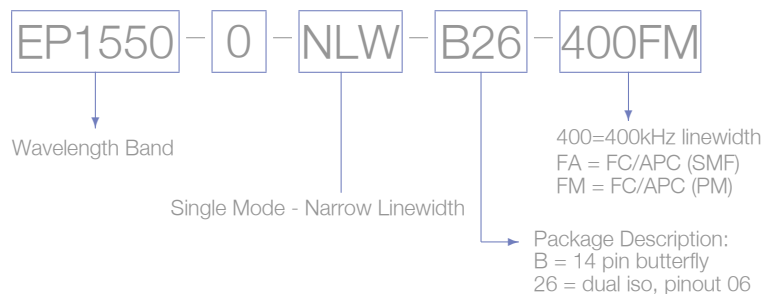 EP1550 – 0 – NLW – B26 – 400FM
Wavelength Band
400=400kHz linewidth
FA = FC/APC (SMF)
FM = FC/APC (PM)
Single Mode - Narrow Linewidth
Package Description:
B = 14 pin butterfly
26 = dual iso, pinout 06